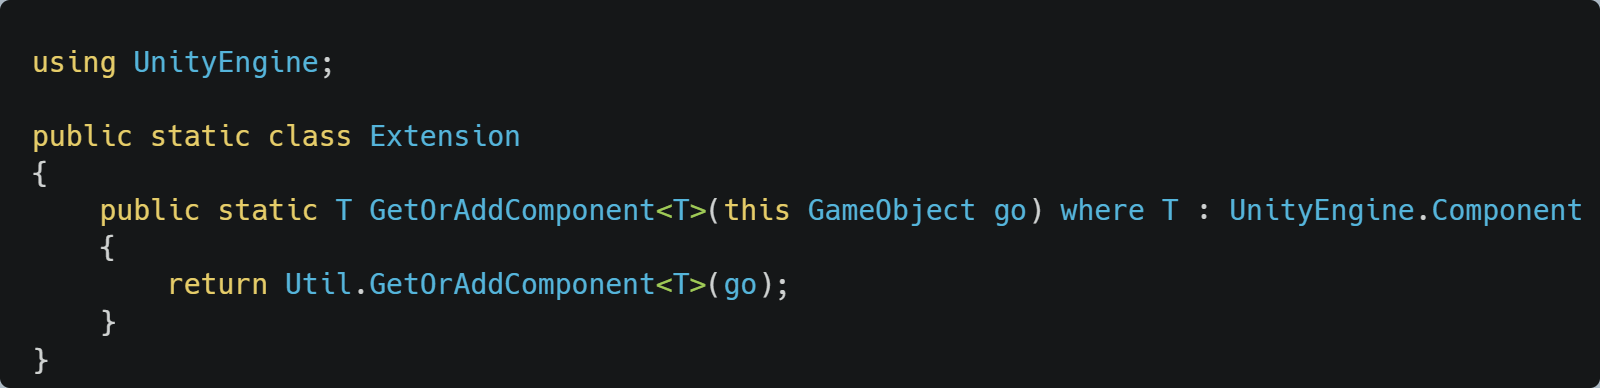 using UnityEngine;
public static class Extension
{
    public static T GetOrAddComponent<T>(this GameObject go) where T : UnityEngine.Component
    {
        return Util.GetOrAddComponent<T>(go);
    }
}